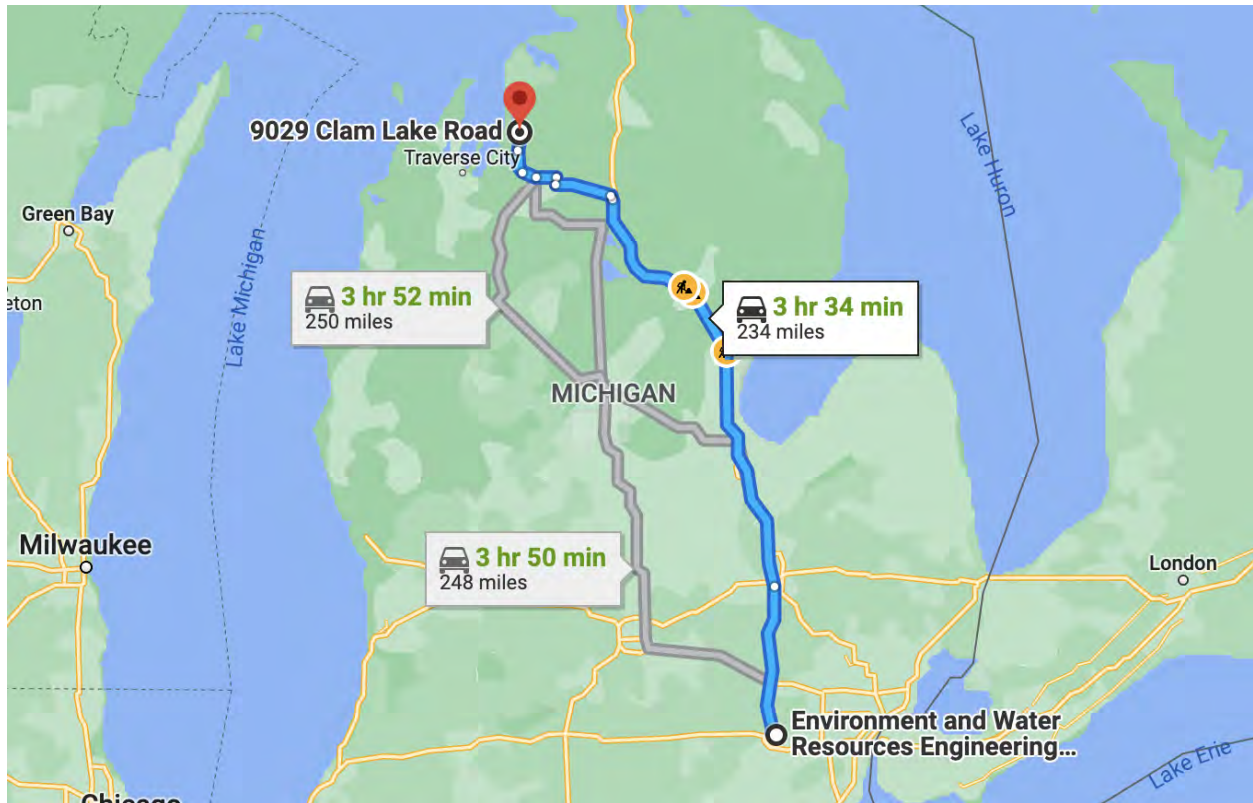 9029 Clam Lake Road
Traverse City
Green Bay
Lake Huron
Lake Michigan
eton
3 hr 52 min
250 miles
3 hr 34 min
234 miles
MICHIGAN
3 hr 50 min
248 miles
Milwaukee
London
Environment and Water
Resources Engineering...
Lake Erie
Chicago